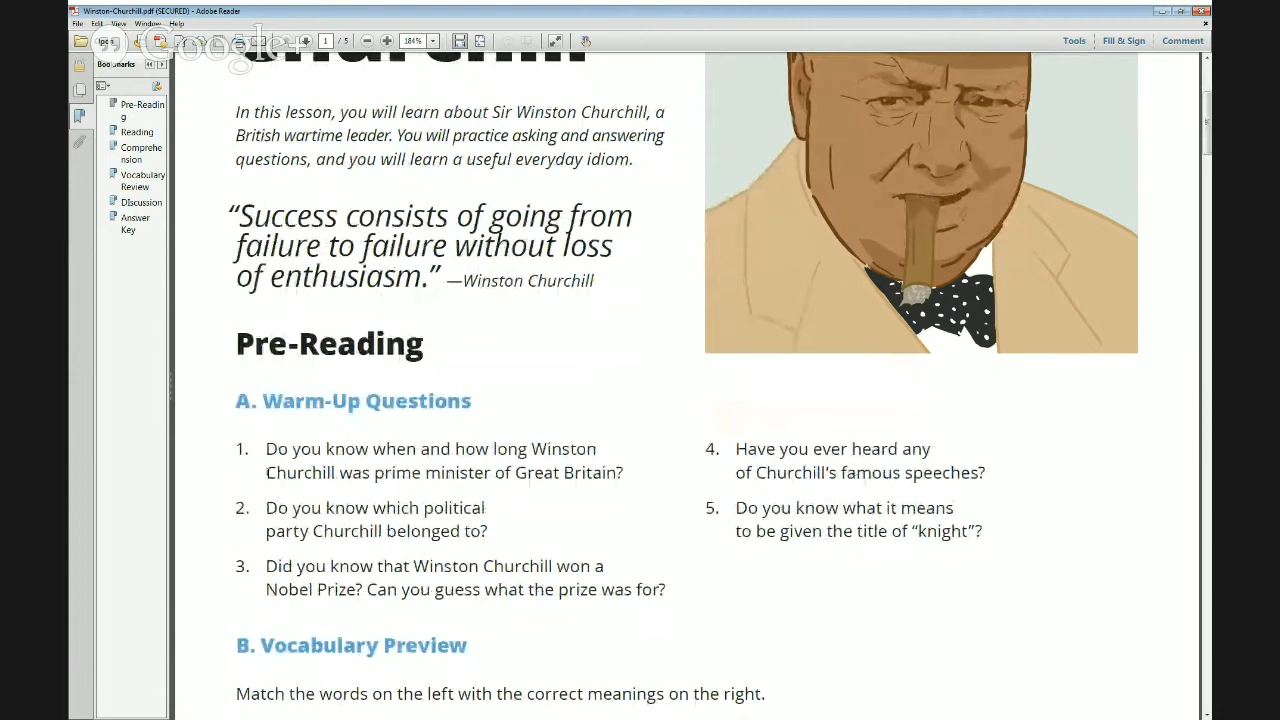 Winston-Churchill.pdf (SECURED) - Adobe Reader
File Edit View Window Help
Open 1 / 5 184% Tools Fill & Sign Comment
Google+
Bookmarks
Pre-Readin
g
Reading
Comprehe
nsion
Vocabulary
Review
Discussion
Answer
Key
Churchill
In this lesson, you will learn about Sir Winston Churchill, a
British wartime leader. You will practice asking and answering
questions, and you will learn a useful everyday idiom.
“Success consists of going from
failure to failure without loss
of enthusiasm.” —Winston Churchill
Pre-Reading
A. Warm-Up Questions
1. Do you know when and how long Winston
Churchill was prime minister of Great Britain?
2. Do you know which political
party Churchill belonged to?
3. Did you know that Winston Churchill won a
Nobel Prize? Can you guess what the prize was for?
4. Have you ever heard any
of Churchill’s famous speeches?
5. Do you know what it means
to be given the title of “knight”?
B. Vocabulary Preview
Match the words on the left with the correct meanings on the right.